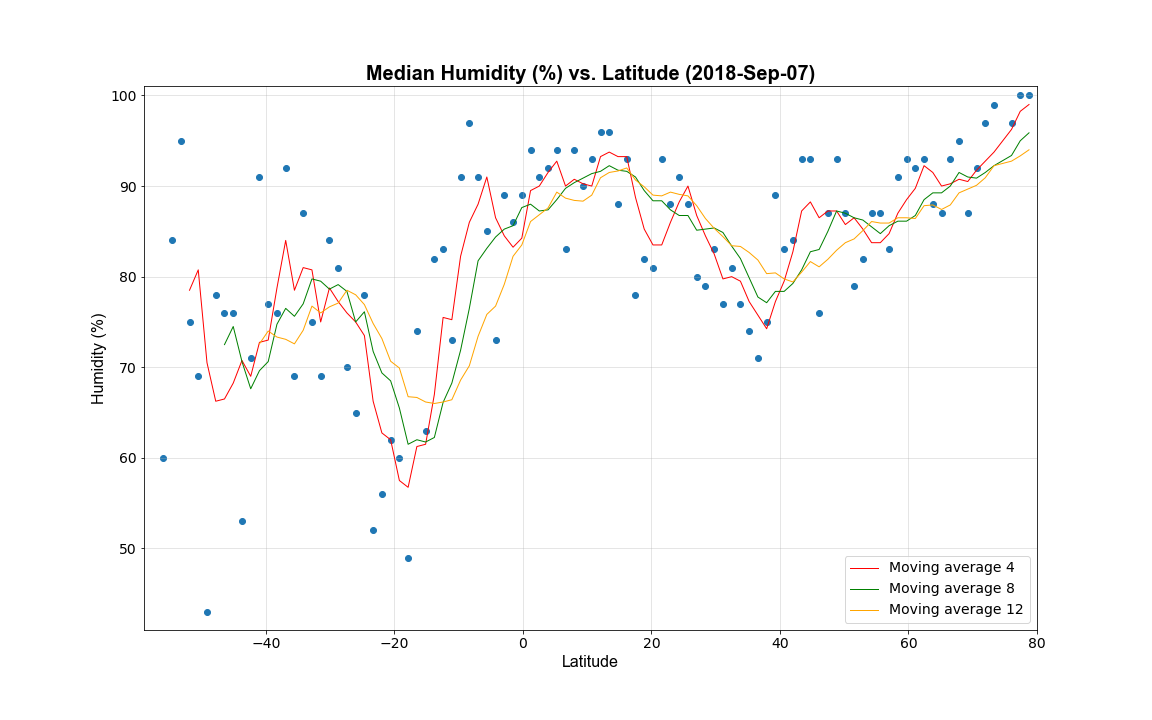 Median Humidity (%) vs. Latitude (2018-Sep-07)
100
90
80
70
60
50
Humidity (%)
−40
−20
0
20
40
60
80
Latitude
Moving average 4
Moving average 8
Moving average 12